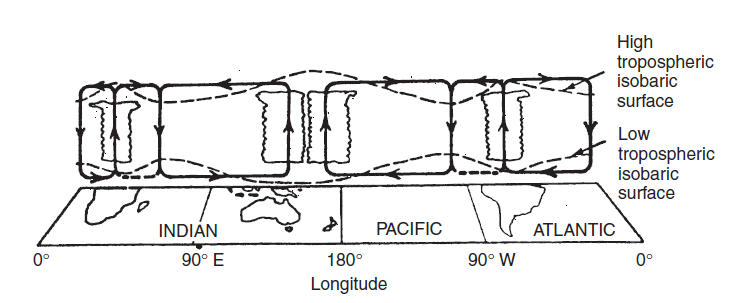 High
tropospheric
isobaric
surface
Low
tropospheric
isobaric
surface
INDIAN
PACIFIC
ATLANTIC
0°
90° E
180°
90° W
0°
Longitude